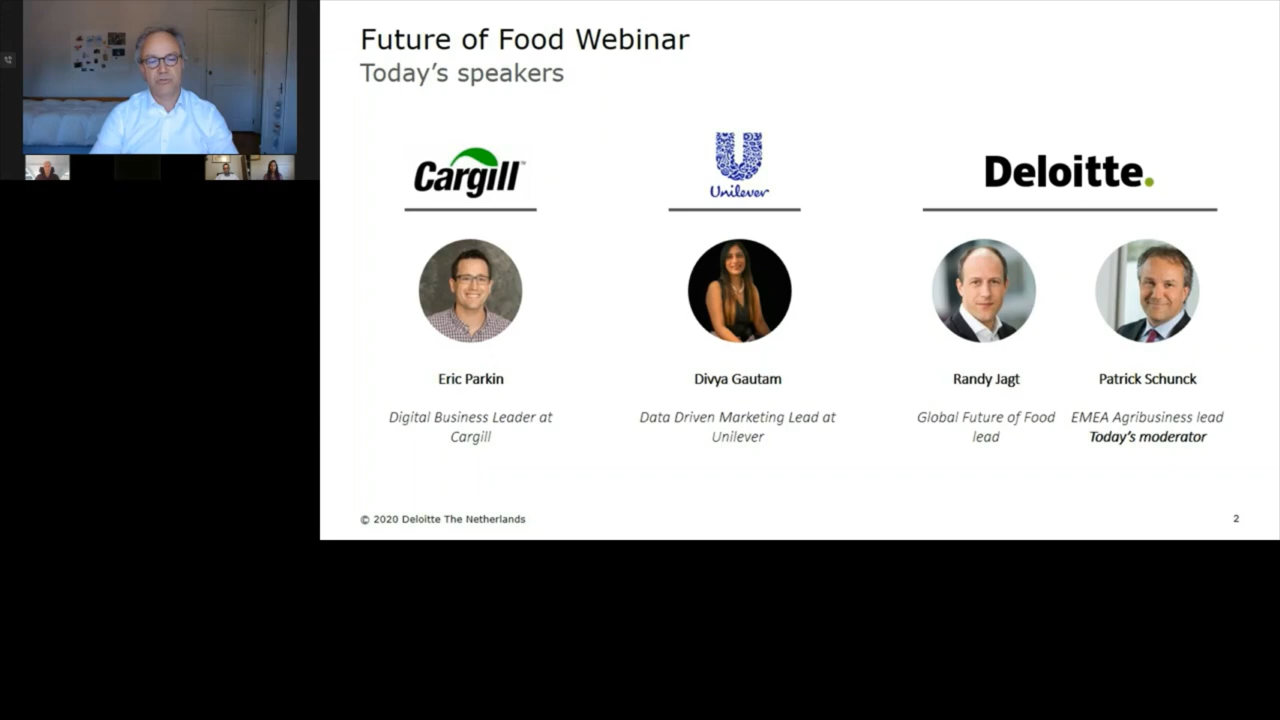 Future of Food Webinar
Today's speakers
Cargill™
Unilever
Deloitte.
Eric Parkin
Divya Gautam
Randy Jagt
Patrick Schunck
Digital Business Leader at
Cargill
Data Driven Marketing Lead at
Unilever
Global Future of Food
lead
EMEA Agribusiness lead
Today's moderator
© 2020 Deloitte The Netherlands
2